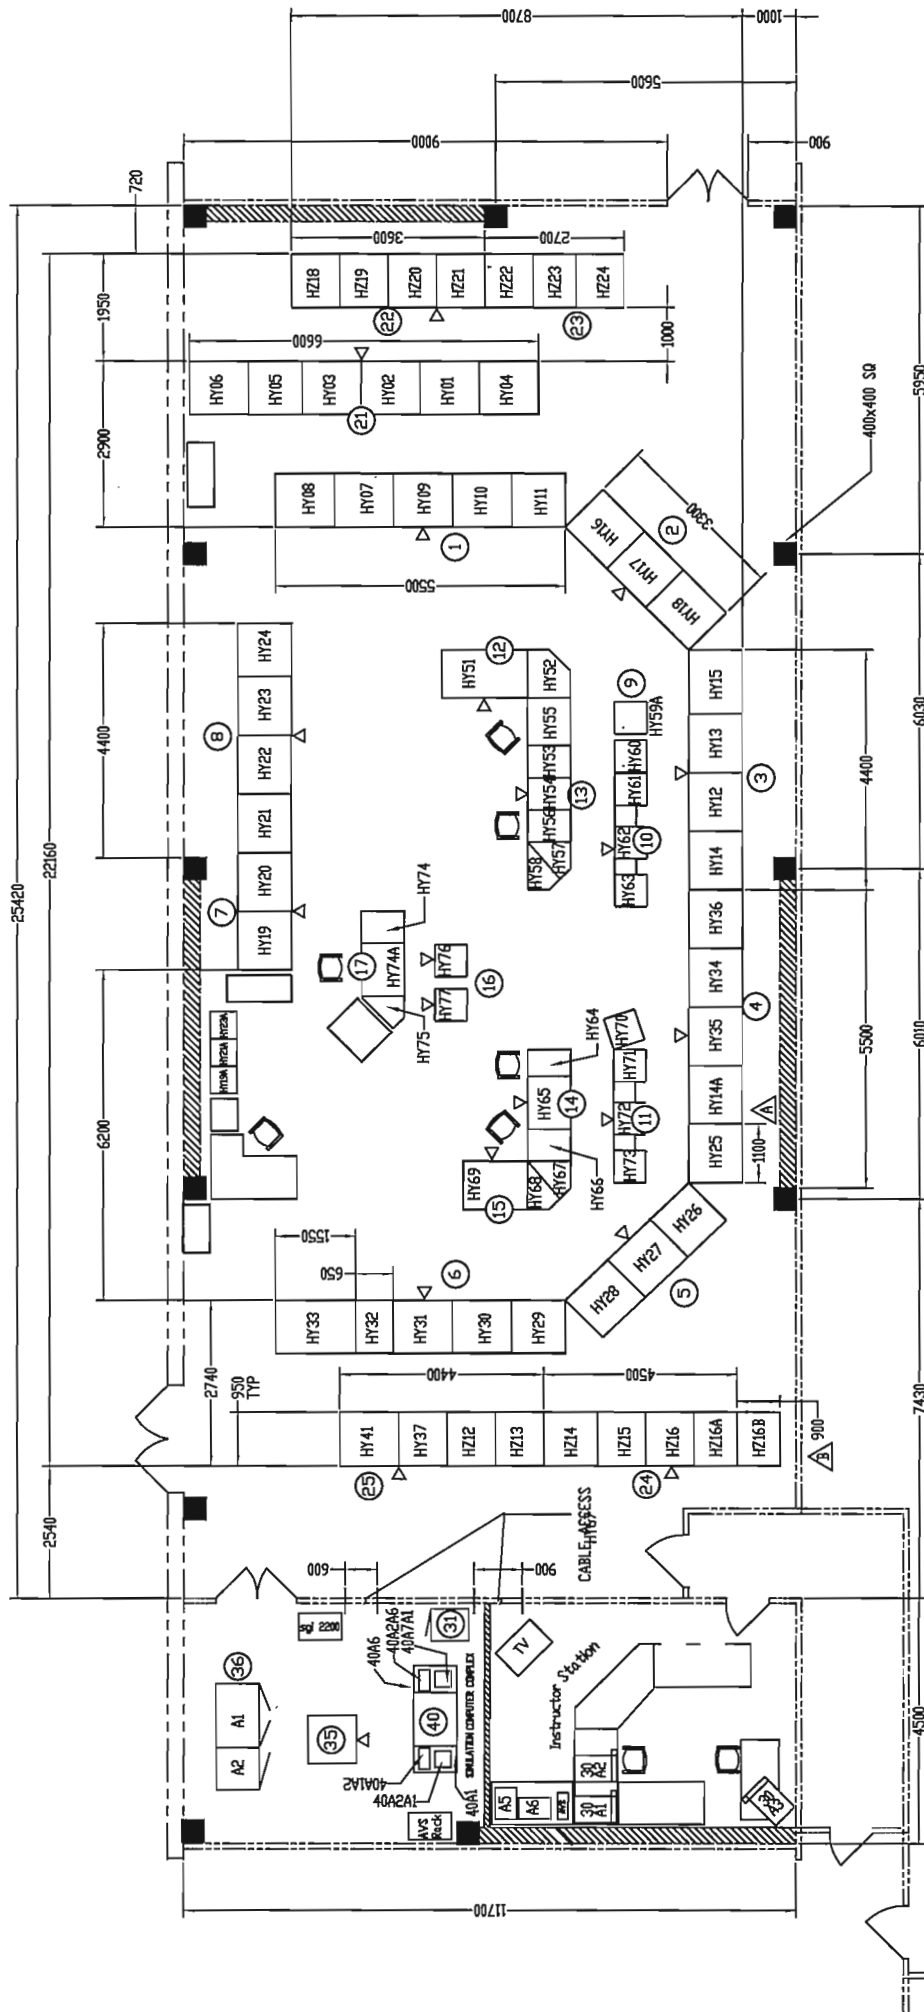 8700
1000
5600
9000
900
720
25420
22160
1950
3600
2700
HZ18
HZ19
HZ20
HZ21
HZ22
HZ23
HZ24
22
23
6600
1000
HY06
HY05
HY03
HY02
HY01
HY04
21
2900
5950
400x400 SQ
HY08
HY07
HY09
HY10
HY11
1
5500
HY16
HY17
HY18
2
3300
4400
HY24
HY23
HY22
HY21
HY20
HY19
8
7
HY51
12
HY52
HY55
HY53
HY54
HY56
HY57
HY58
13
9
HY59A
HY60
HY61
HY62
HY63
10
HY15
HY13
HY12
HY14
3
4400
6030
HY74
17
HY74A
HY75
HY76
HY77
16
HY36
HY34
HY35
HY14A
HY25
4
A
1100
5500
6010
6200
HY23A
HY20A
HY19A
HY64
HY65
14
HY66
HY67
HY68
HY69
15
HY70
HY71
HY72
HY73
11
1550
650
6
HY33
HY32
HY31
HY30
HY29
HY28
HY27
HY26
5
2740
950
TYP
4400
4500
HY41
HY37
HZ12
HZ13
HZ14
HZ15
HZ16
HZ16A
HZ16B
25
24
900
B
7430
2540
CABLE ACCESS
HY67
600
900
sgi 2200
36
A1
A2
35
40A6
40A2A6
40A7A1
31
40
SIMULATION COMPUTER COMPLEX
40A1A2
40A2A1
40A1
AVS
Rack
TV
Instructor Station
A5
A6
30
A2
30
A1
30
A3
4500
11700